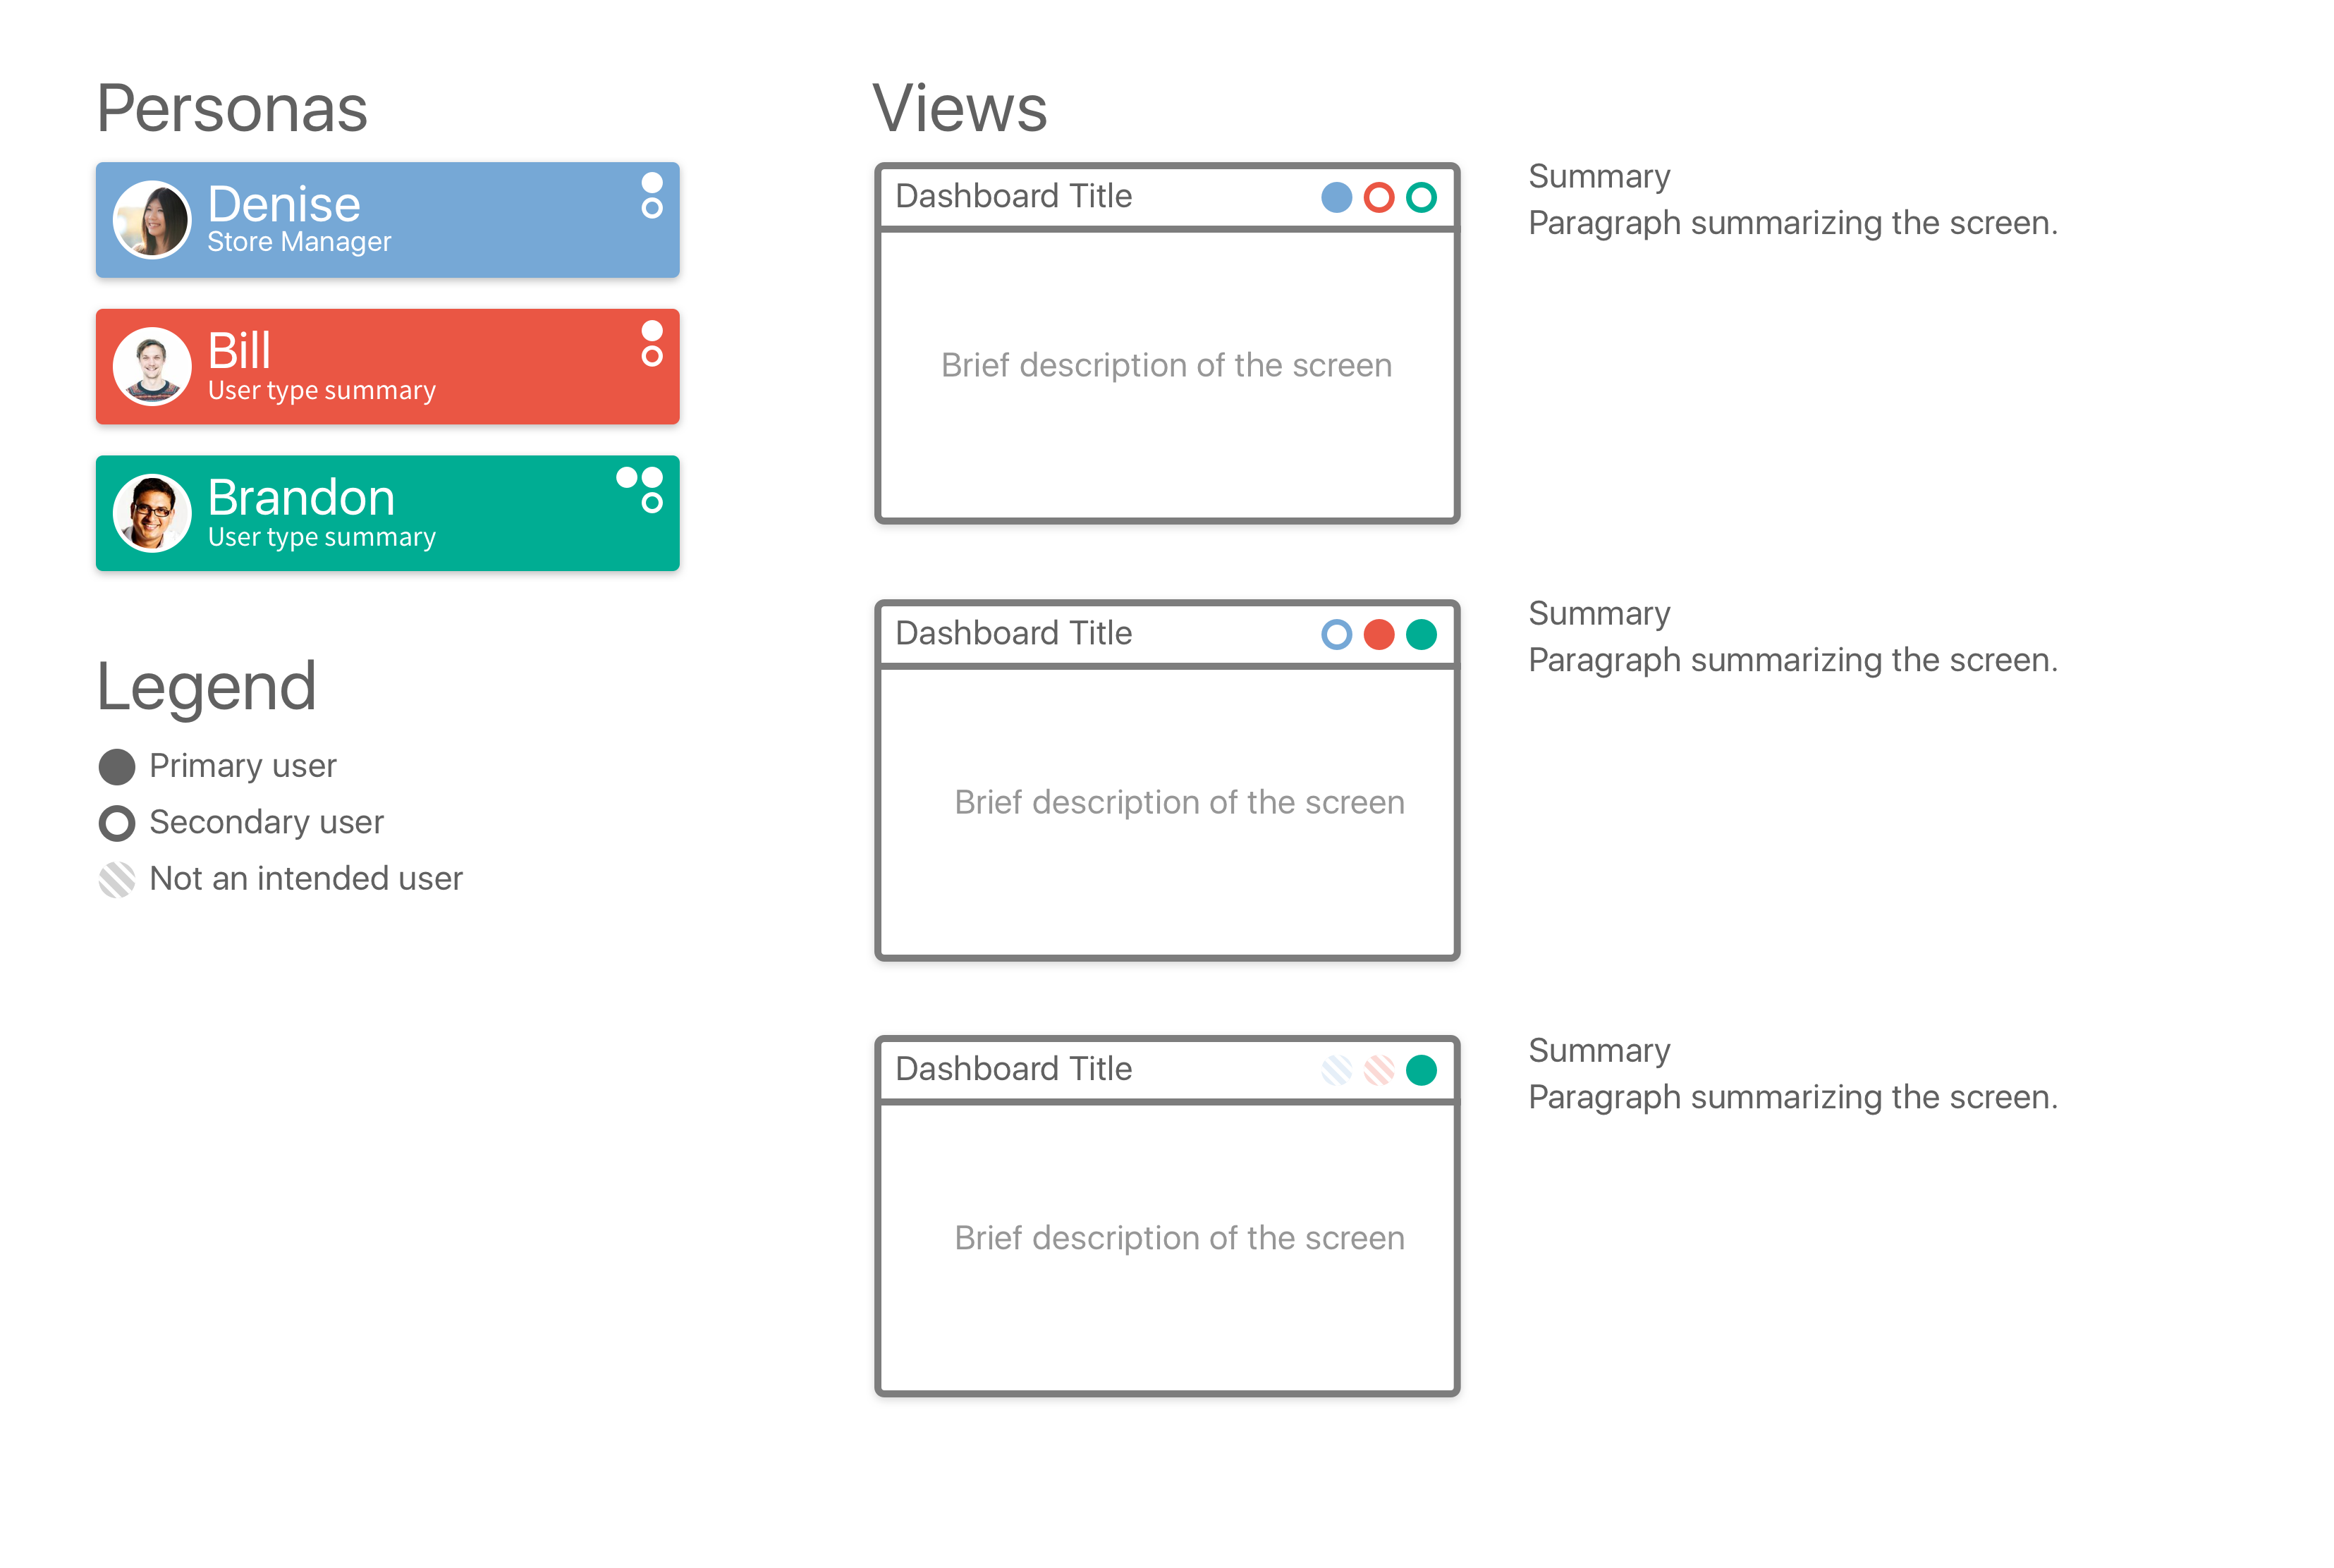 Personas
Denise
Store Manager
Bill
User type summary
Brandon
User type summary
Legend
Primary user
Secondary user
Not an intended user
Views
Dashboard Title
Brief description of the screen
Summary
Paragraph summarizing the screen.
Dashboard Title
Brief description of the screen
Summary
Paragraph summarizing the screen.
Dashboard Title
Brief description of the screen
Summary
Paragraph summarizing the screen.